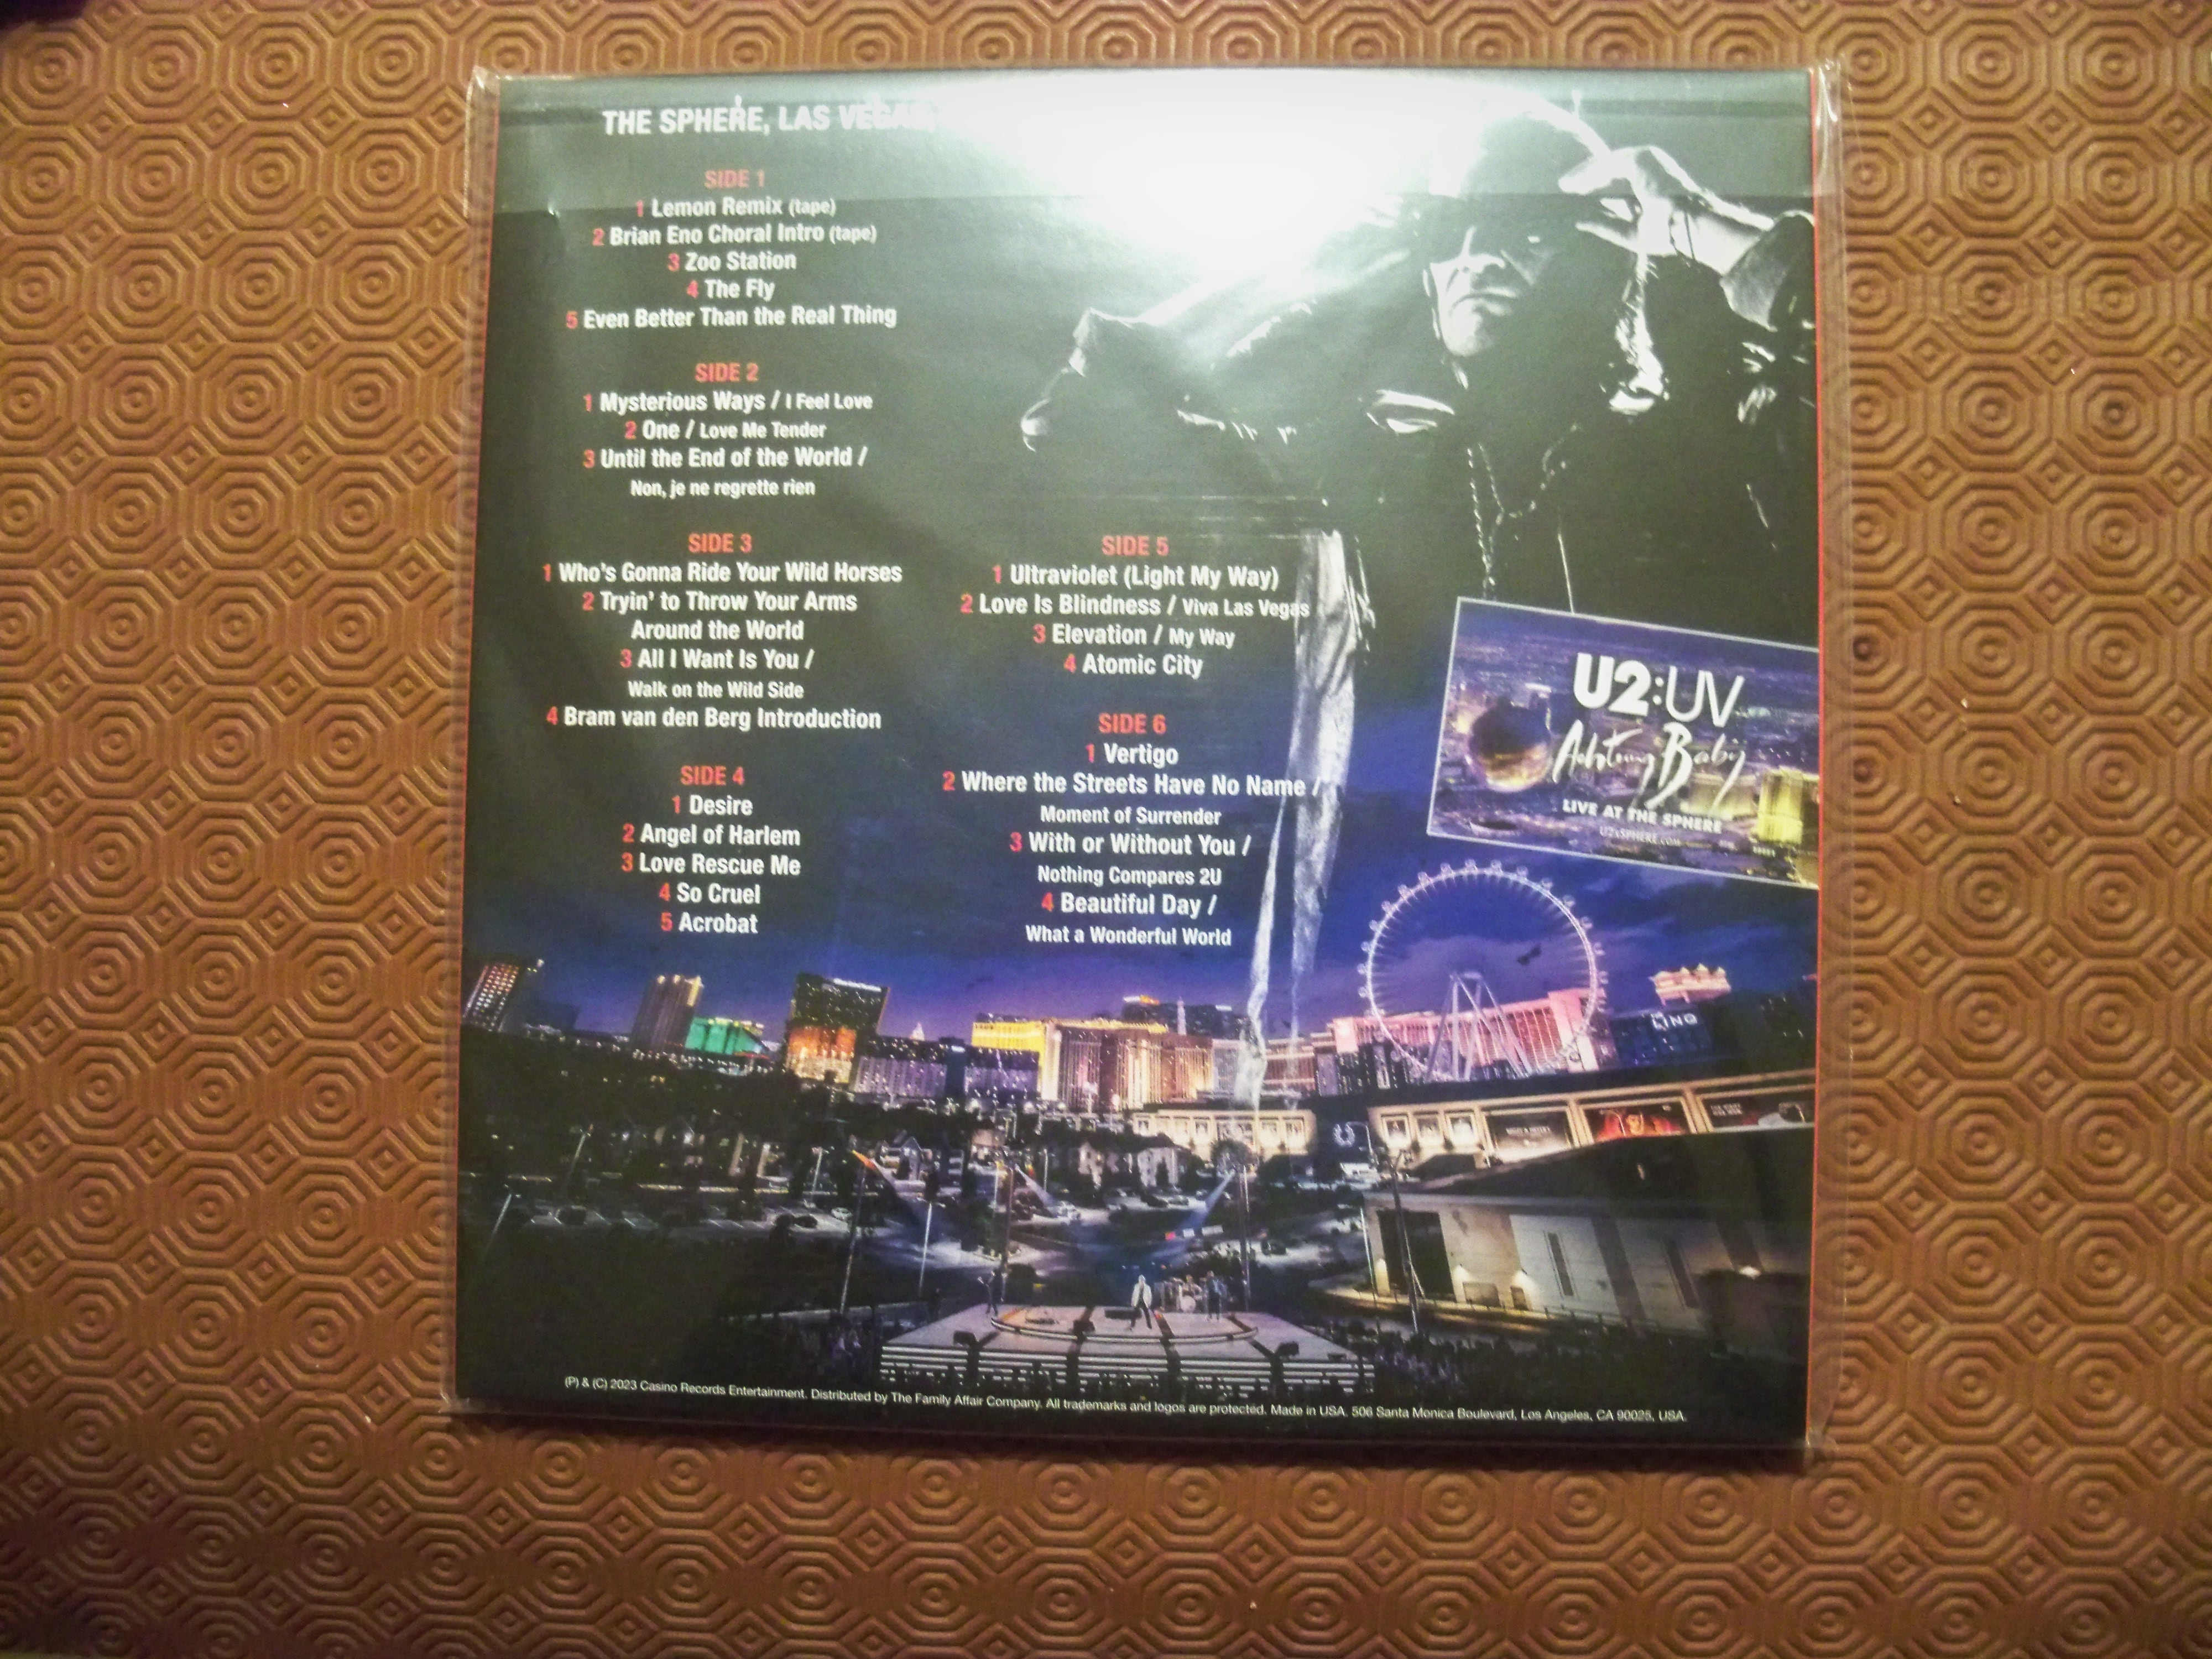 THE SPHERE, LAS VEGAS,
SIDE 1
1 Lemon Remix (tape)
2 Brian Eno Choral Intro (tape)
3 Zoo Station
4 The Fly
5 Even Better Than the Real Thing
SIDE 2
1 Mysterious Ways / I Feel Love
2 One / Love Me Tender
3 Until the End of the World /
Non, je ne regrette rien
SIDE 3
1 Who's Gonna Ride Your Wild Horses
2 Tryin' to Throw Your Arms
Around the World
3 All I Want Is You /
Walk on the Wild Side
4 Bram van den Berg Introduction
SIDE 4
1 Desire
2 Angel of Harlem
3 Love Rescue Me
4 So Cruel
5 Acrobat
SIDE 5
1 Ultraviolet (Light My Way)
2 Love Is Blindness / Viva Las Vegas
3 Elevation / My Way
4 Atomic City
SIDE 6
1 Vertigo
2 Where the Streets Have No Name /
Moment of Surrender
3 With or Without You /
Nothing Compares 2U
4 Beautiful Day /
What a Wonderful World
U2:UV
Achtung Baby
LIVE AT THE SPHERE
U2XSPHERE.COM
LINQ
(P) & (C) 2023 Casino Records Entertainment. Distributed by The Family Affair Company. All trademarks and logos are protected. Made in USA. 506 Santa Monica Boulevard, Los Angeles, CA 90025, USA.